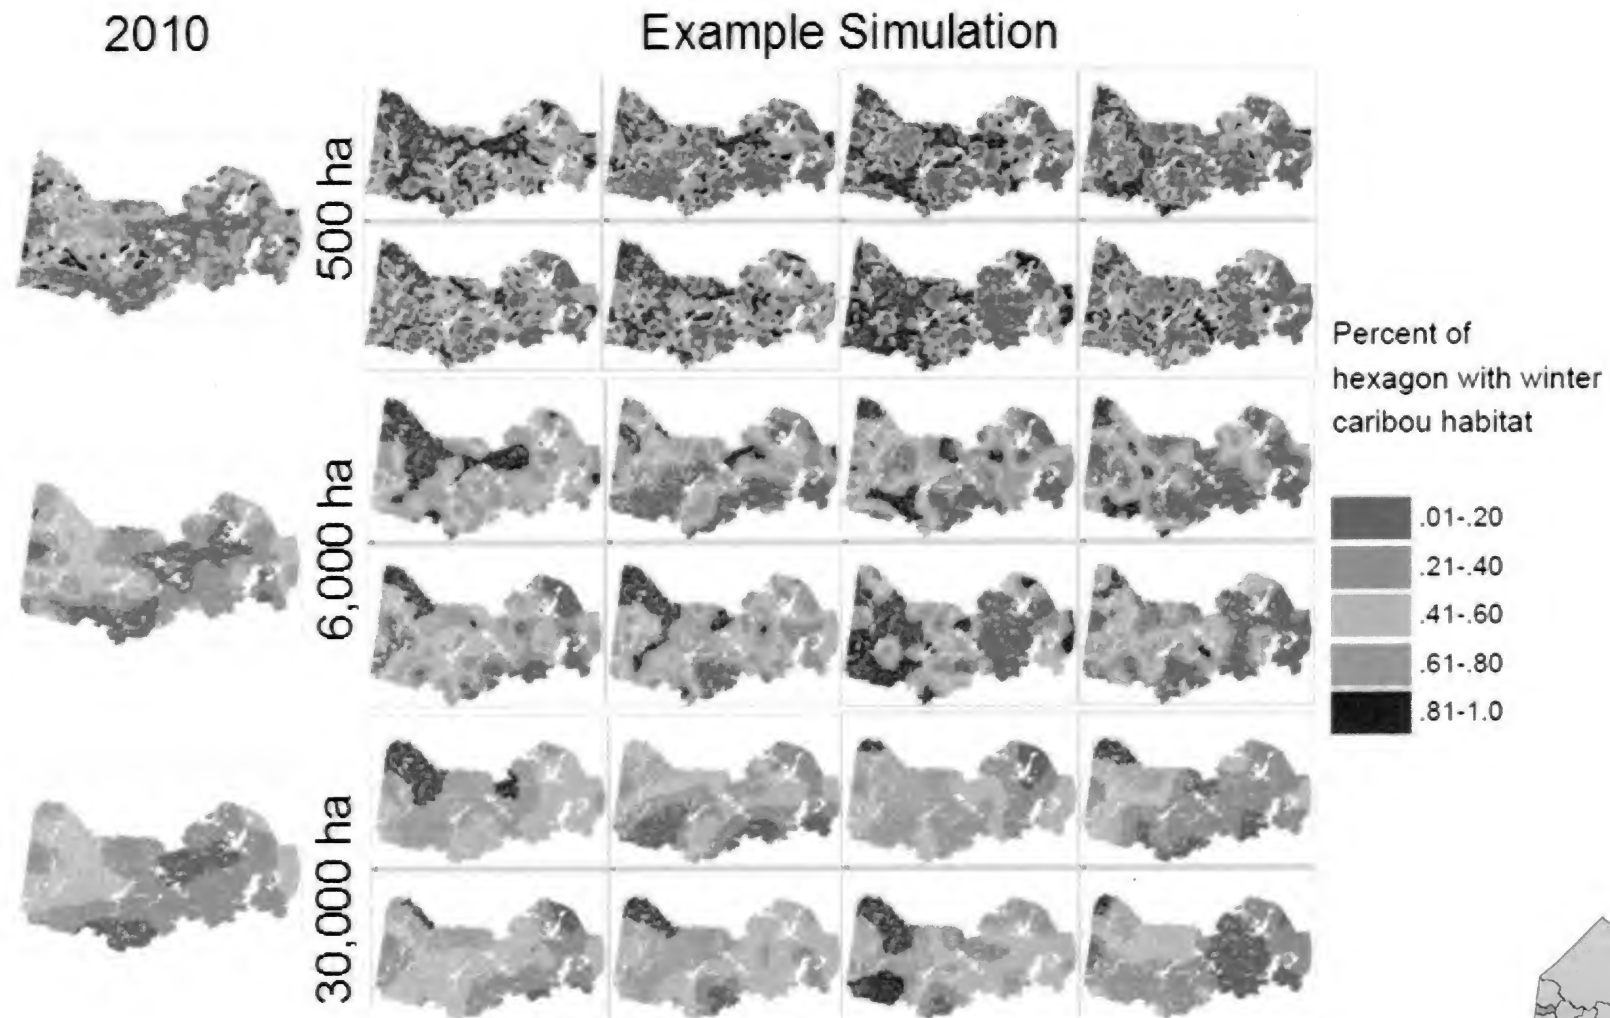 2010
Example Simulation
500 ha
6,000 ha
30,000 ha
Percent of
hexagon with winter
caribou habitat
.01-.20
.21-.40
.41-.60
.61-.80
.81-1.0